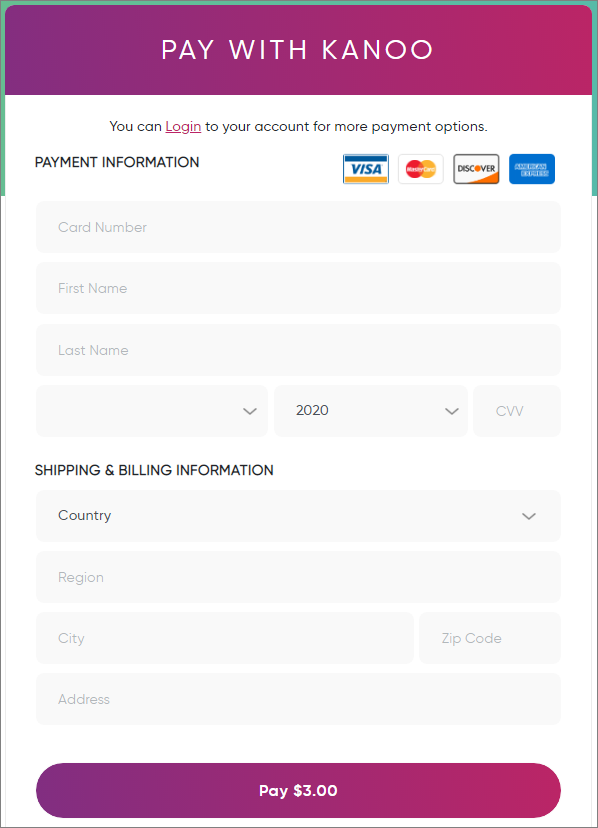 PAY WITH KANOO
You can Login to your account for more payment options.
PAYMENT INFORMATION
VISA MasterCard DISCOVER AMERICAN EXPRESS
Card Number
First Name
Last Name
2020 CVV
SHIPPING & BILLING INFORMATION
Country
Region
City Zip Code
Address
Pay $3.00